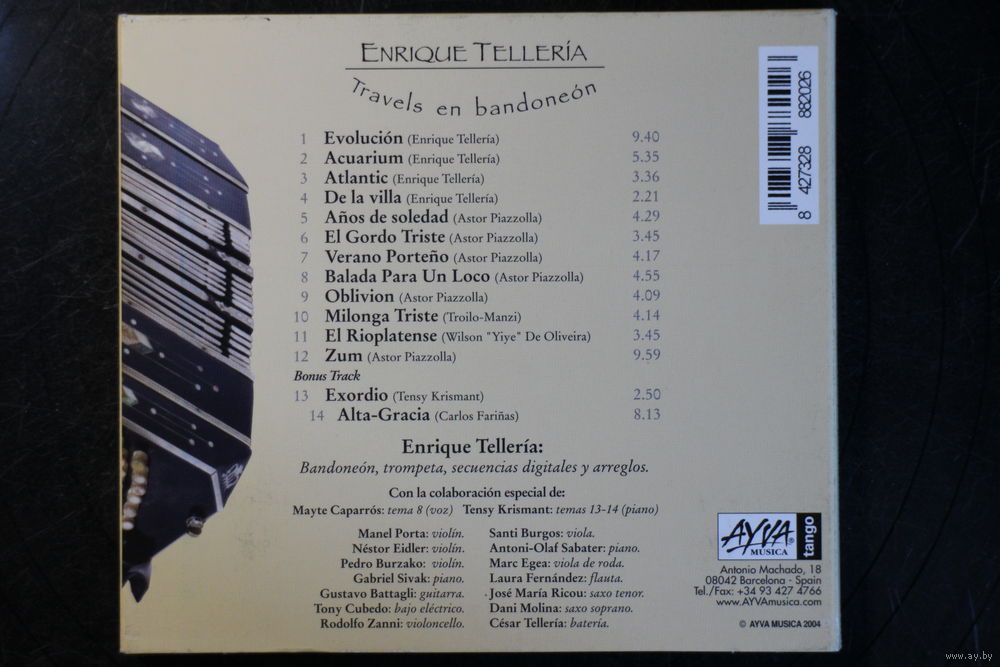 ENRIQUE TELLERÍA
Travels en bandoneón
1 Evolución (Enrique Tellería) 9.40
2 Acuarium (Enrique Tellería) 5.35
3 Atlantic (Enrique Tellería) 3.36
4 De la villa (Enrique Tellería) 2.21
5 Años de soledad (Astor Piazzolla) 4.29
6 El Gordo Triste (Astor Piazzolla) 3.45
7 Verano Porteño (Astor Piazzolla) 4.17
8 Balada Para Un Loco (Astor Piazzolla) 4.55
9 Oblivion (Astor Piazzolla) 4.09
10 Milonga Triste (Troilo-Manzi) 4.14
11 El Rioplatense (Wilson "Yiye" De Oliveira) 3.45
12 Zum (Astor Piazzolla) 9.59
Bonus Track
13 Exordio (Tensy Krismant) 2.50
14 Alta-Gracia (Carlos Fariñas) 8.13
Enrique Tellería:
Bandoneón, trompeta, secuencias digitales y arreglos.
Con la colaboración especial de:
Mayte Caparrós: tema 8 (voz) Tensy Krismant: temas 13-14 (piano)
Manel Porta: violín.
Néstor Eidler: violín.
Pedro Burzako: violín.
Gabriel Sivak: piano.
Gustavo Battagli: guitarra.
Tony Cubedo: bajo eléctrico.
Rodolfo Zanni: violoncello.
Santi Burgos: viola.
Antoni-Olaf Sabater: piano.
Marc Egea: viola de roda.
Laura Fernández: flauta.
José María Ricou: saxo tenor.
Dani Molina: saxo soprano.
César Tellería: batería.
8 427328 882026
AYVA®
MUSICA
tango
Antonio Machado, 18
08042 Barcelona - Spain
Tel./Fax: +34 93 427 4766
www.AYVAmusica.com
© AYVA MUSICA 2004
www.ay.by